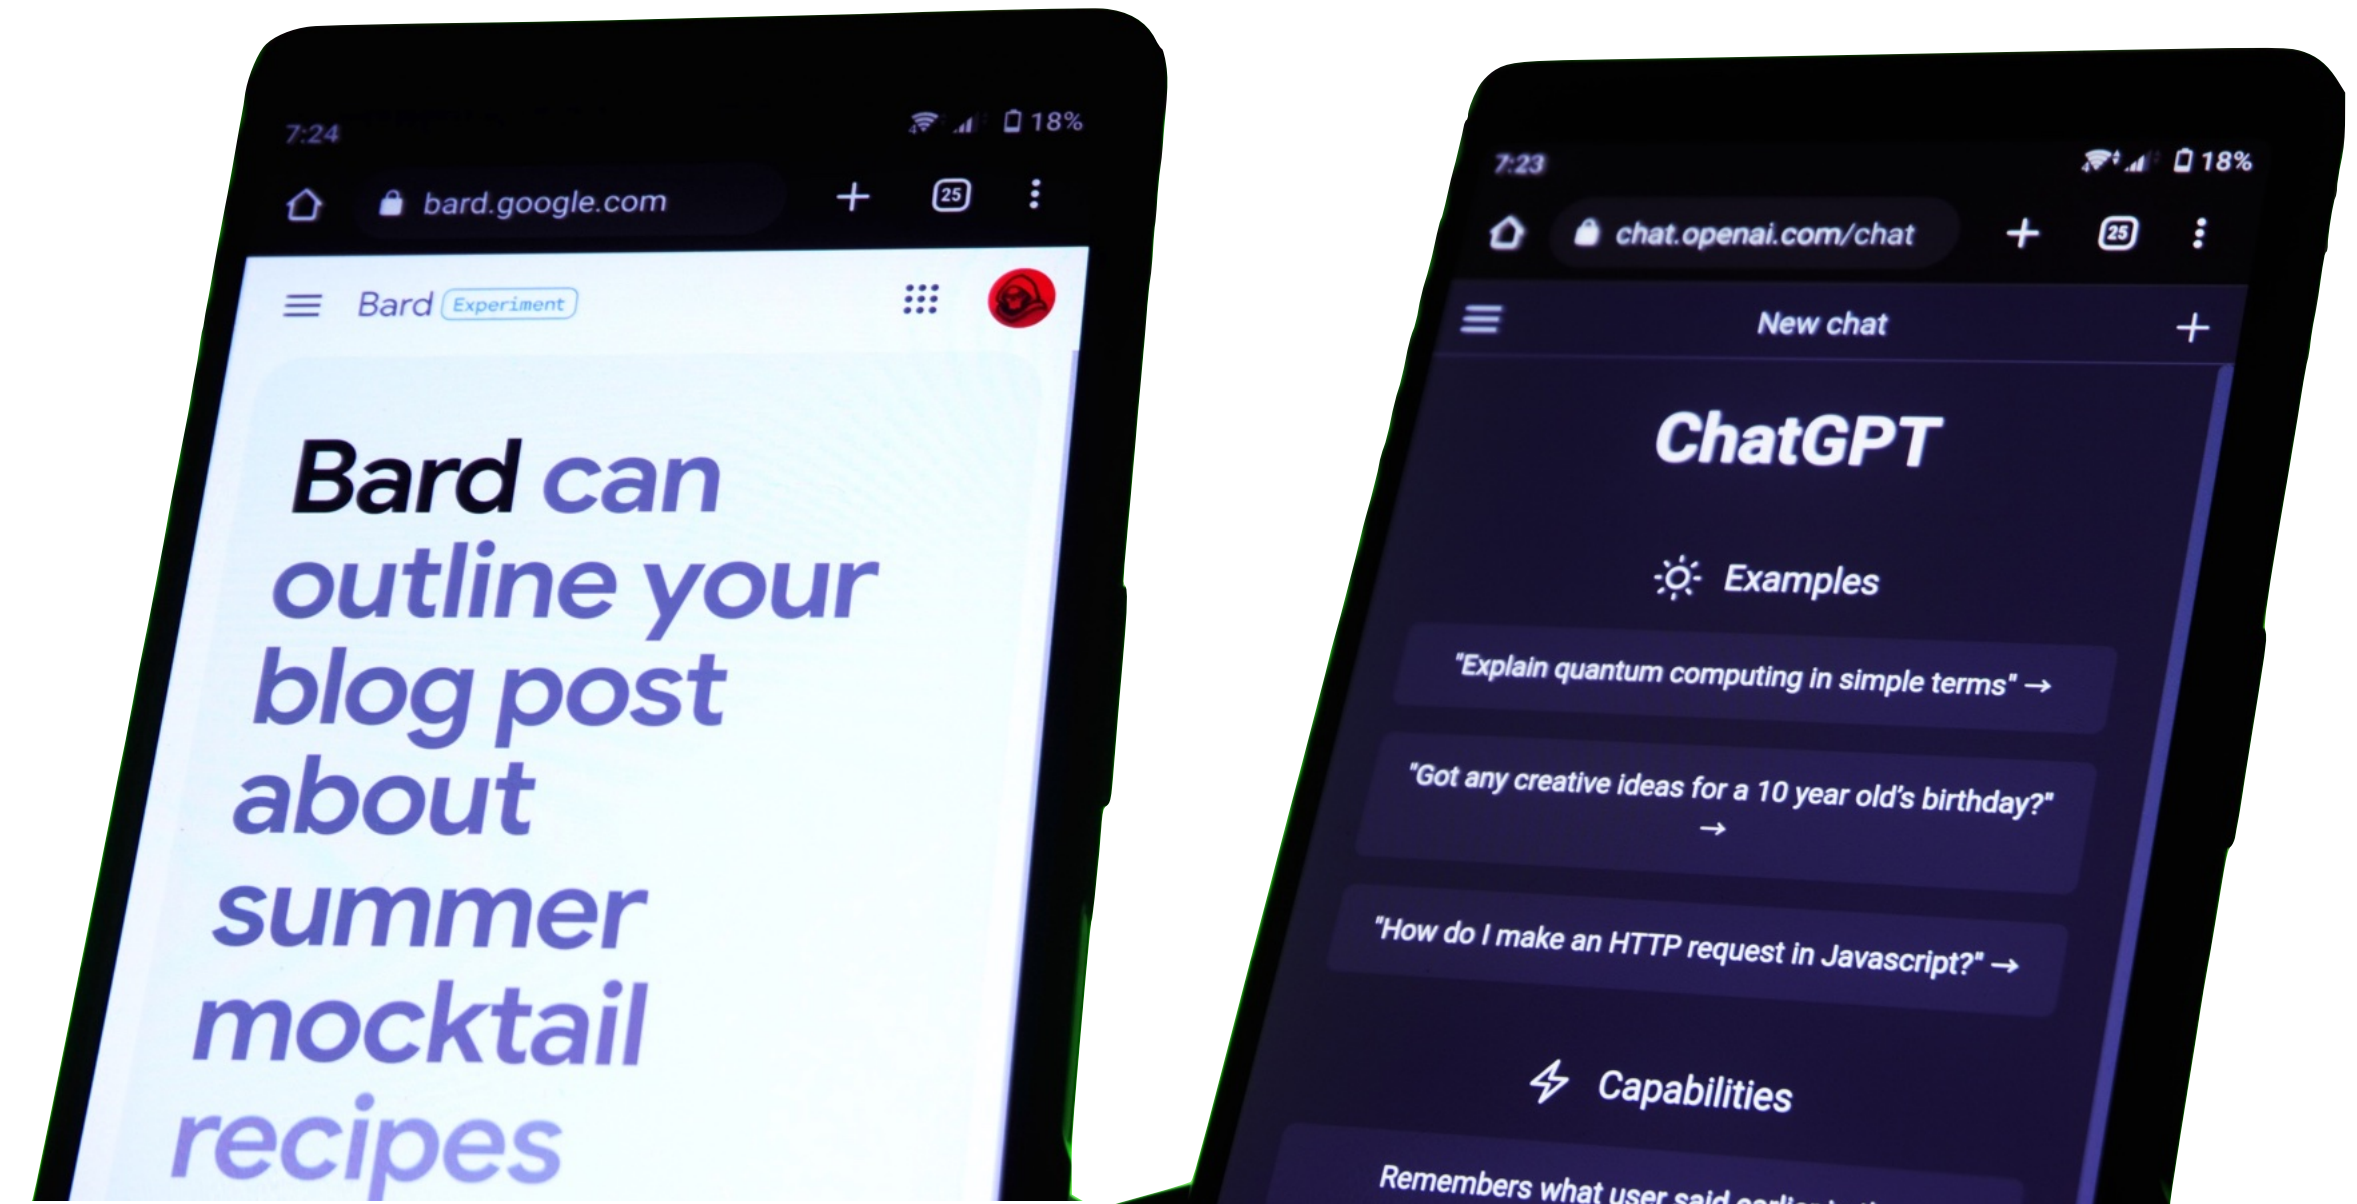 7:24
18%
bard.google.com
25
Bard Experiment
Bard can
outline your
blog post
about
summer
mocktail
recipes
7:23
18%
chat.openai.com/chat
25
New chat
ChatGPT
Examples
"Explain quantum computing in simple terms" →
"Got any creative ideas for a 10 year old's birthday?"
→
"How do I make an HTTP request in Javascript?" →
Capabilities
Remembers what user said earlier in